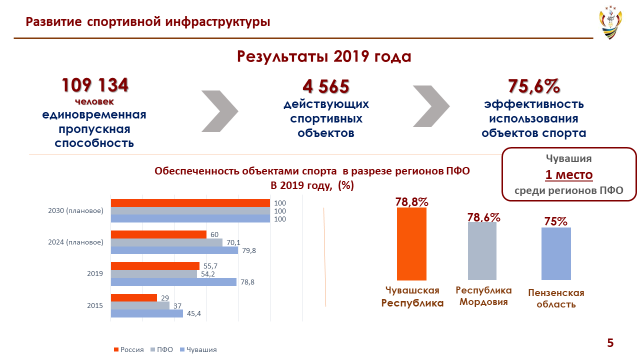 Развитие спортивной инфраструктуры
Результаты 2019 года
109 134
человек
единовременная
пропускная
способность
4 565
действующих
спортивных
объектов
75,6%
эффективность
использования
объектов спорта
Чувашия
1 место
среди регионов ПФО
Обеспеченность объектами спорта в разрезе регионов ПФО
В 2019 году, (%)
2030 (плановое)
100
100
100
2024 (плановое)
60
70,1
79,8
2019
55,7
54,2
78,8
2015
29
37
45,4
Россия ПФО Чувашия
78,8%
78,6%
75%
Чувашская
Республика
Республика
Мордовия
Пензенская
область
5